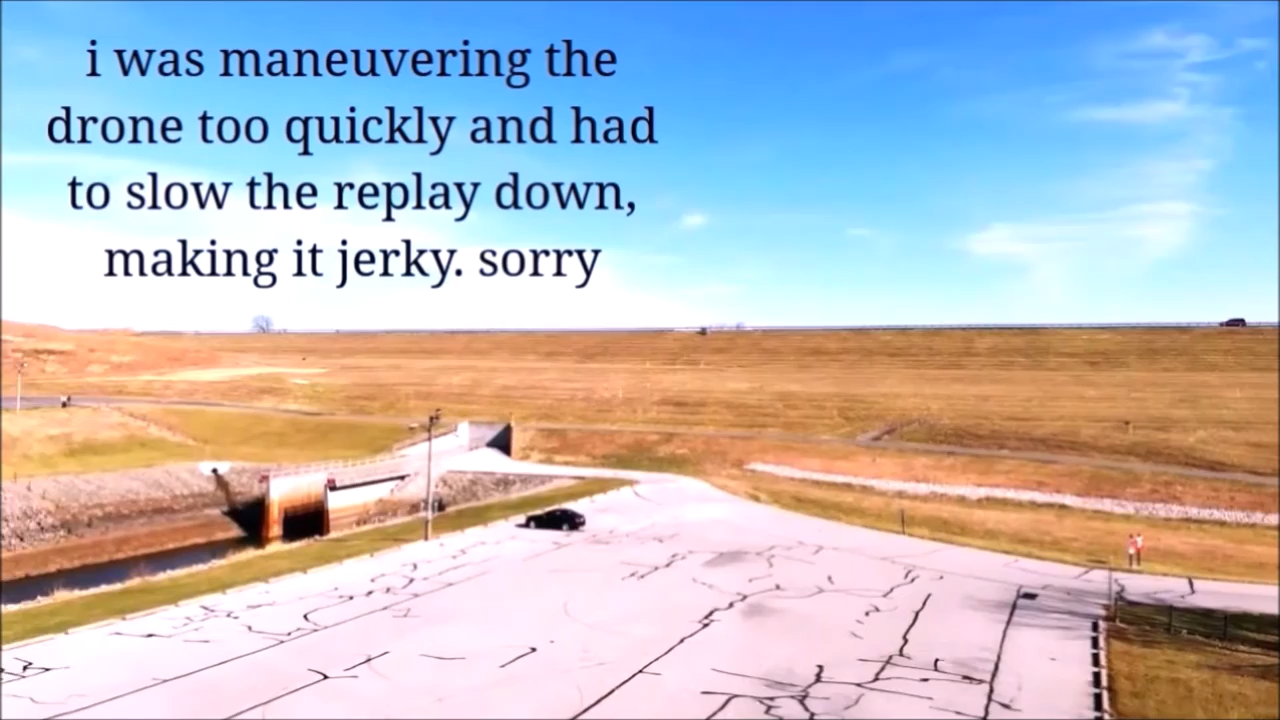 i was maneuvering the
drone too quickly and had
to slow the replay down,
making it jerky. sorry